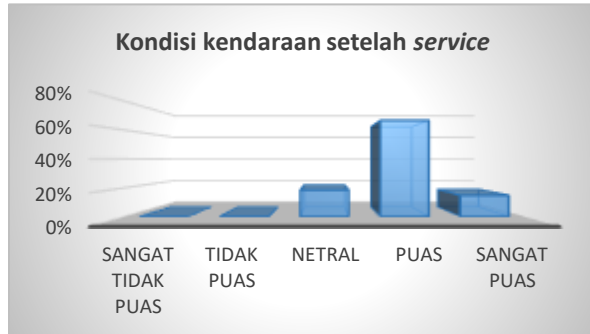 Kondisi kendaraan setelah service
80%
60%
40%
20%
0%
SANGAT TIDAK PUAS
TIDAK PUAS
NETRAL
PUAS
SANGAT PUAS